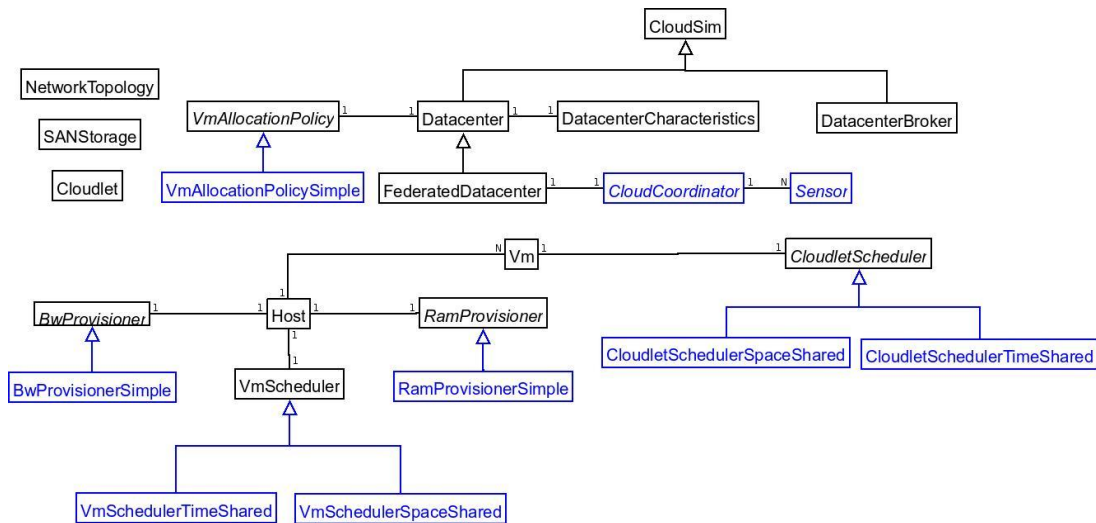 CloudSim
NetworkTopology
VmAllocationPolicy
1
1
Datacenter
1
1
DatacenterCharacteristics
DatacenterBroker
SANStorage
Cloudlet
VmAllocationPolicySimple
FederatedDatacenter
1
1
CloudCoordinator
1
N
Sensor
N
Vm
1
1
CloudletScheduler
1
BwProvisioner
1
1
Host
1
1
RamProvisioner
1
1
CloudletSchedulerSpaceShared
CloudletSchedulerTimeShared
BwProvisionerSimple
VmScheduler
RamProvisionerSimple
VmSchedulerTimeShared
VmSchedulerSpaceShared